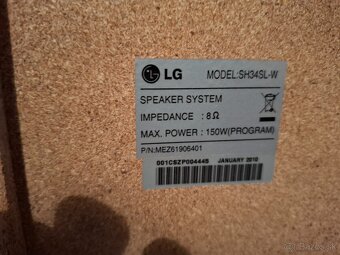 LG MODEL:SH34SL-W
SPEAKER SYSTEM
IMPEDANCE : 8Ω
MAX. POWER : 150W(PROGRAM)
P/N:MEZ61906401
001CSZP004445 JANUARY 2010